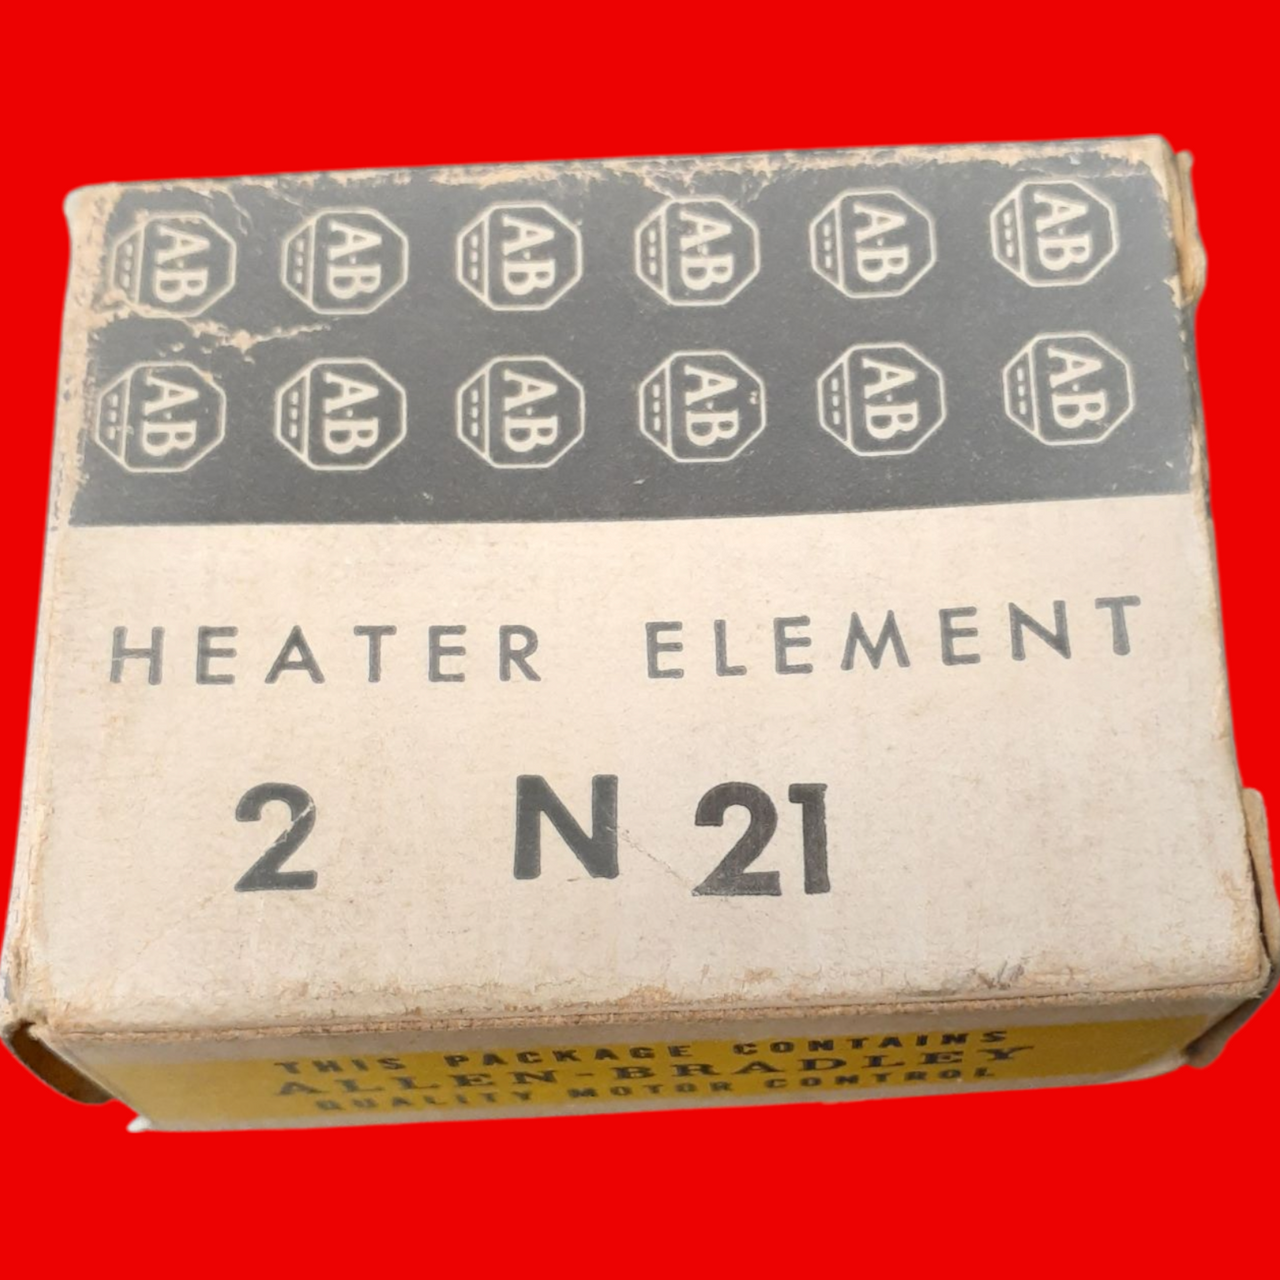 A-B A-B A-B A-B A-B A-B
A-B A-B A-B A-B A-B A-B
HEATER ELEMENT
2 N 21
THIS PACKAGE CONTAINS
ALLEN-BRADLEY
QUALITY MOTOR CONTROL